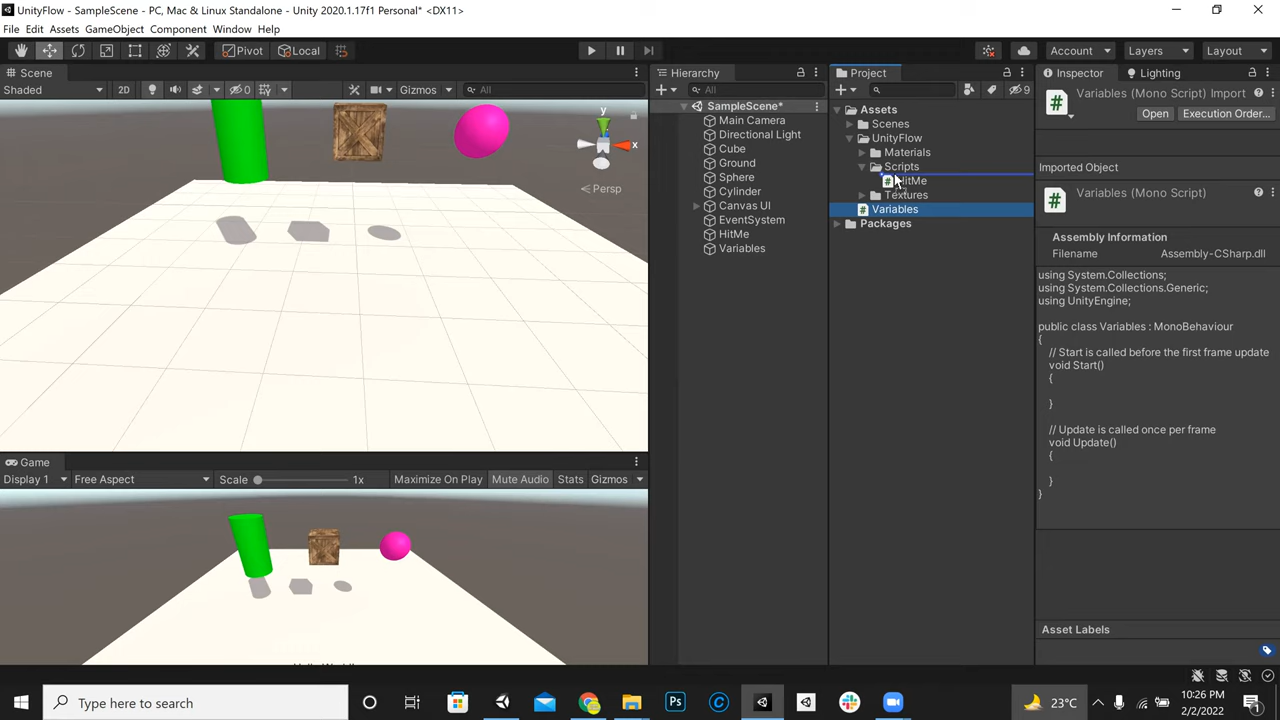 UnityFlow - SampleScene - PC, Mac & Linux Standalone - Unity 2020.1.17f1 Personal* <DX11>
File Edit Assets GameObject Component Window Help
Pivot Local Account Layers Layout
Scene
Shaded 2D 0 Gizmos All
y
x
Persp
Game
Display 1 Free Aspect Scale 1x Maximize On Play Mute Audio Stats Gizmos
Hierarchy
All
SampleScene*
Main Camera
Directional Light
Cube
Ground
Sphere
Cylinder
Canvas UI
EventSystem
HitMe
Variables
Project
9
Assets
Scenes
UnityFlow
Materials
Scripts
HitMe
Textures
Variables
Packages
Inspector Lighting
Variables (Mono Script) Import
Open Execution Order...
Imported Object
Variables (Mono Script)
Assembly Information
Filename Assembly-CSharp.dll
using System.Collections;
using System.Collections.Generic;
using UnityEngine;
public class Variables : MonoBehaviour
{
// Start is called before the first frame update
void Start()
{
}
// Update is called once per frame
void Update()
{
}
}
Asset Labels
Type here to search
23°C
10:26 PM
2/2/2022